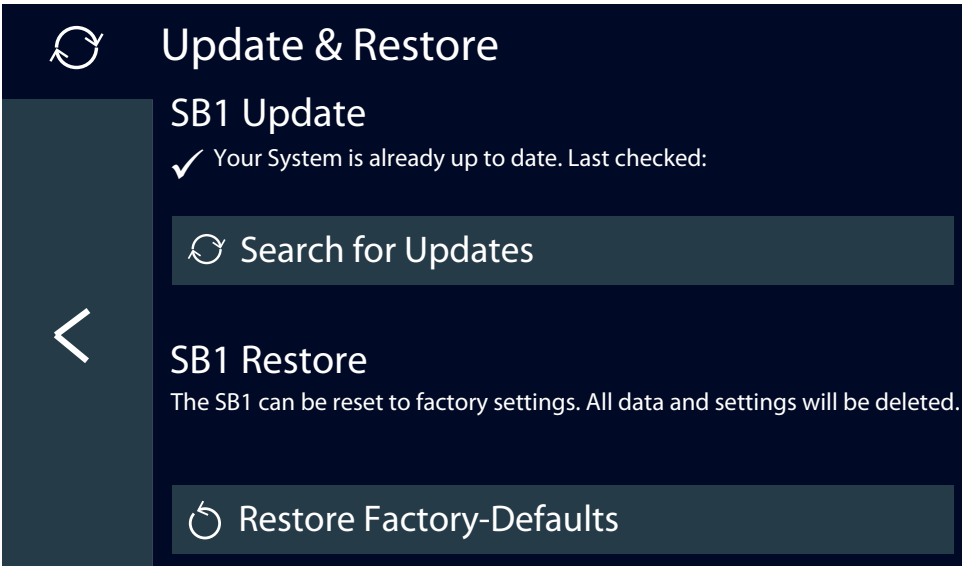 Update & Restore
SB1 Update
Your System is already up to date. Last checked:
Search for Updates
SB1 Restore
The SB1 can be reset to factory settings. All data and settings will be deleted.
Restore Factory-Defaults